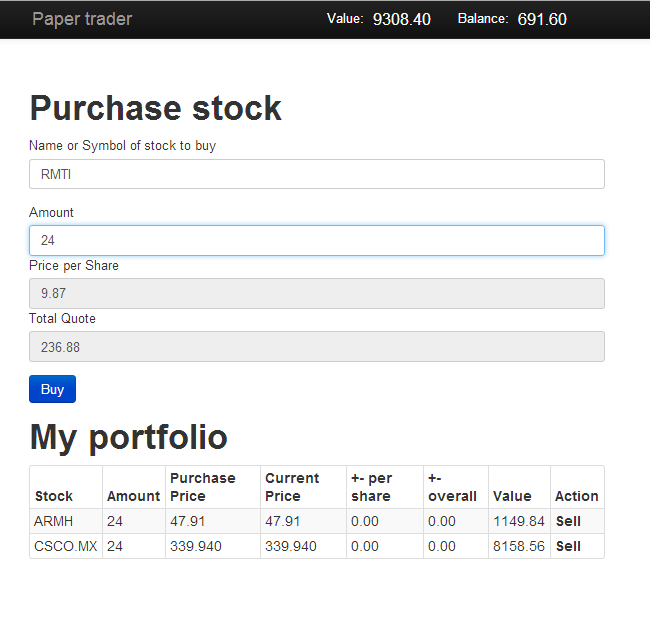 Paper trader Value: 9308.40 Balance: 691.60
Purchase stock
Name or Symbol of stock to buy
RMTI
Amount
24
Price per Share
9.87
Total Quote
236.88
Buy
My portfolio
Stock Amount Purchase Price Current Price +- per share +- overall Value Action
ARMH 24 47.91 47.91 0.00 0.00 1149.84 Sell
CSCO.MX 24 339.940 339.940 0.00 0.00 8158.56 Sell